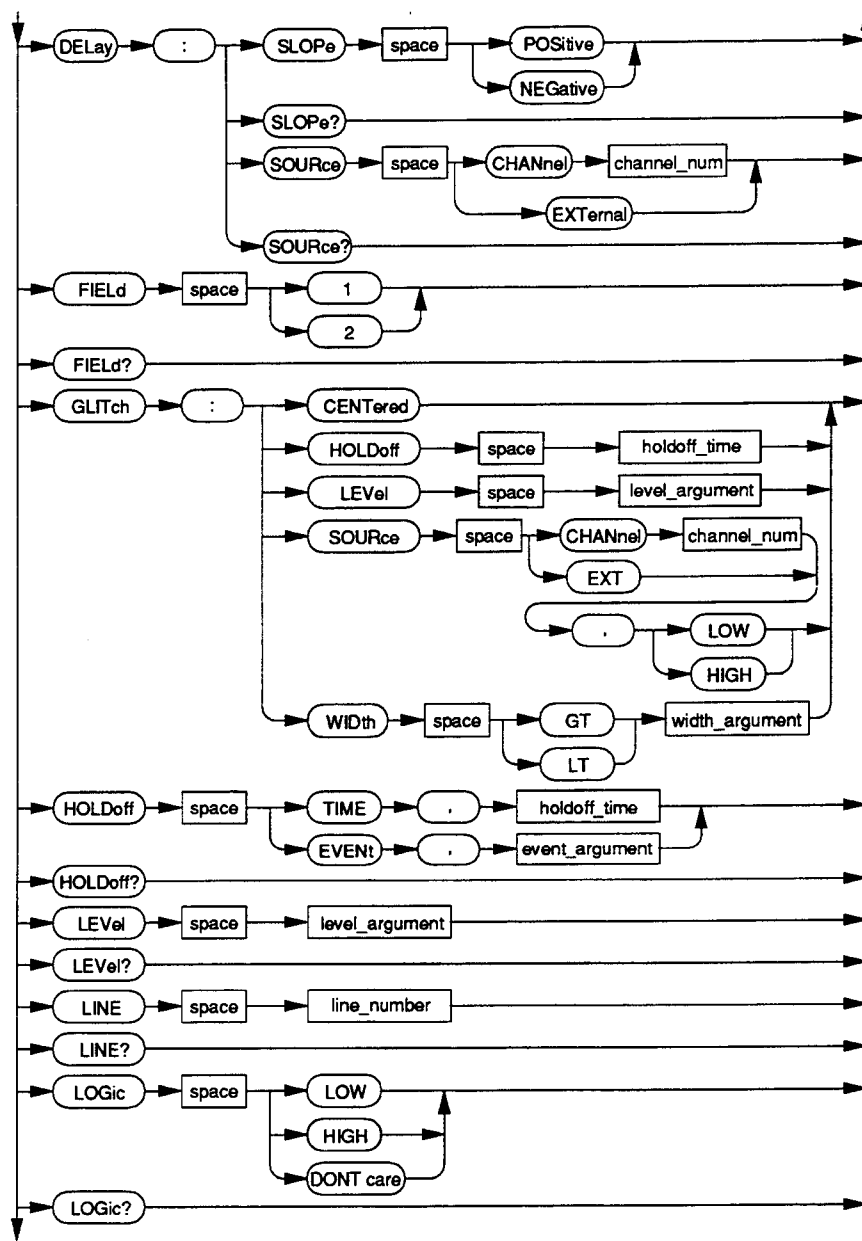 DELay : SLOPe space POSitive
NEGative
SLOPe?
SOURce space CHANnel channel_num
EXTernal
SOURce?
FIELd space 1
2
FIELd?
GLITch : CENTered
HOLDoff space holdoff_time
LEVel space level_argument
SOURce space CHANnel channel_num
EXT
, LOW
HIGH
WIDth space GT width_argument
LT
HOLDoff space TIME , holdoff_time
EVENt , event_argument
HOLDoff?
LEVel space level_argument
LEVel?
LINE space line_number
LINE?
LOGic space LOW
HIGH
DONT care
LOGic?